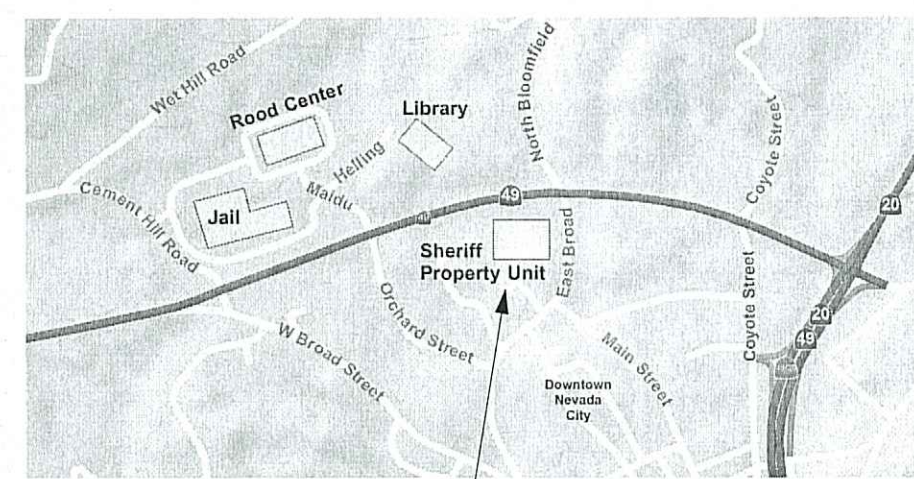 Wet Hill Road
Rood Center
Library
North Bloomfield
Coyote Street
Helling
Maidu
Cement Hill Road
Jail
49
20
Sheriff
Property Unit
East Broad
Orchard Street
W Broad Street
Main Street
Coyote Street
20
49
Downtown
Nevada
City